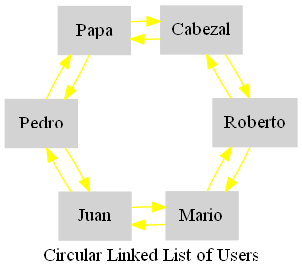 Papa
Cabezal
Pedro
Roberto
Juan
Mario
Circular Linked List of Users